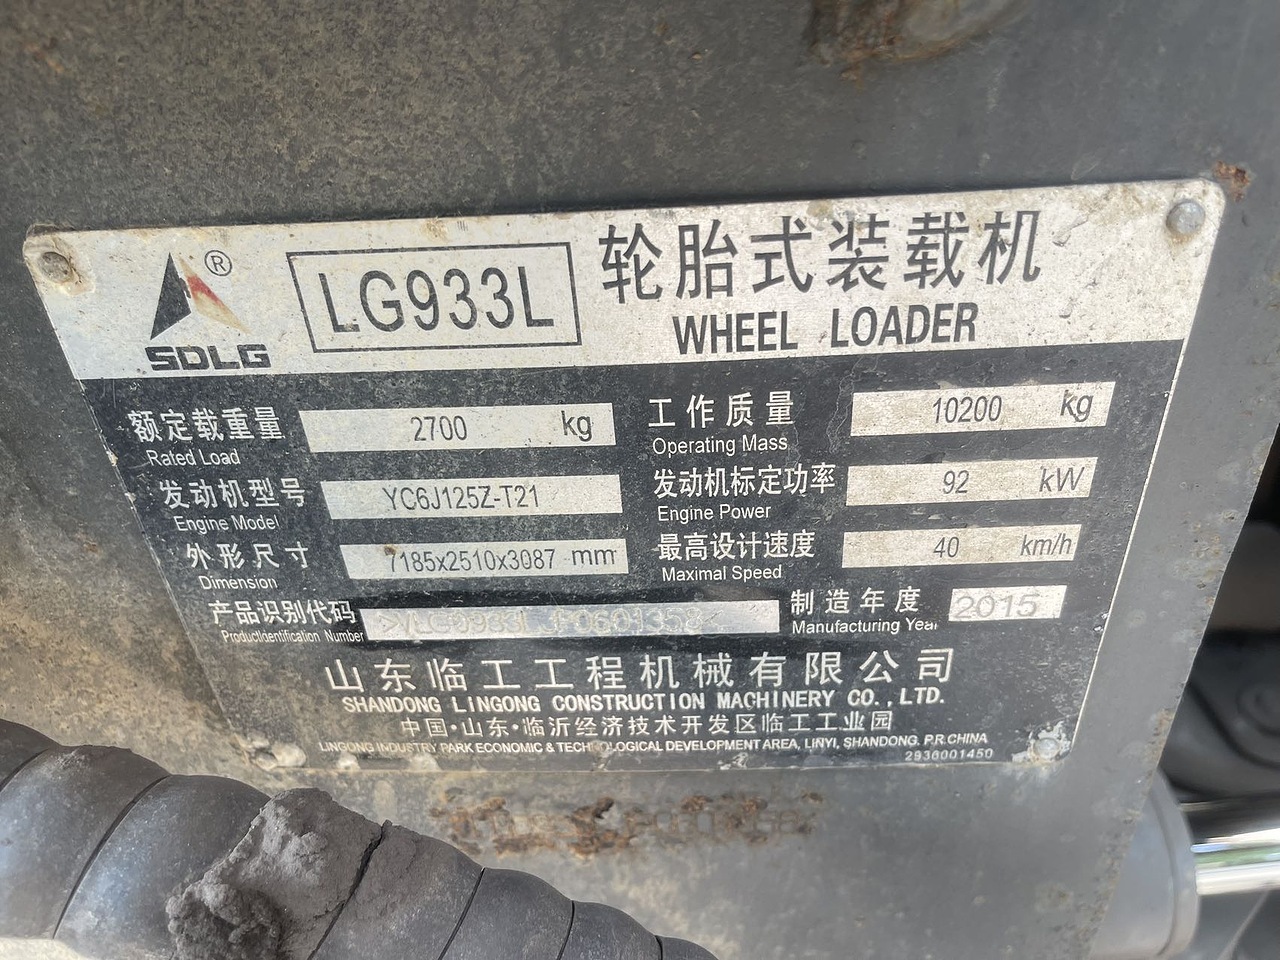 ®
SDLG
LG933L
轮胎式装载机
WHEEL LOADER
额定载重量 2700 kg
Rated Load
工作质量 10200 kg
Operating Mass
发动机型号 YC6J125Z-T21
Engine Model
发动机标定功率 92 kW
Engine Power
外形尺寸 7185x2510x3087 mm
Dimension
最高设计速度 40 km/h
Maximal Speed
产品识别代码
ProductIdentification Number
制造年度 2015
Manufacturing Year
山东临工工程机械有限公司
SHANDONG LINGONG CONSTRUCTION MACHINERY CO.,LTD.
中国·山东·临沂经济技术开发区临工工业园
LINGONG INDUSTRY PARK ECONOMIC & TECHNOLOGICAL DEVELOPMENT AREA, LINYI, SHANDONG. P.R.CHINA
2936001450